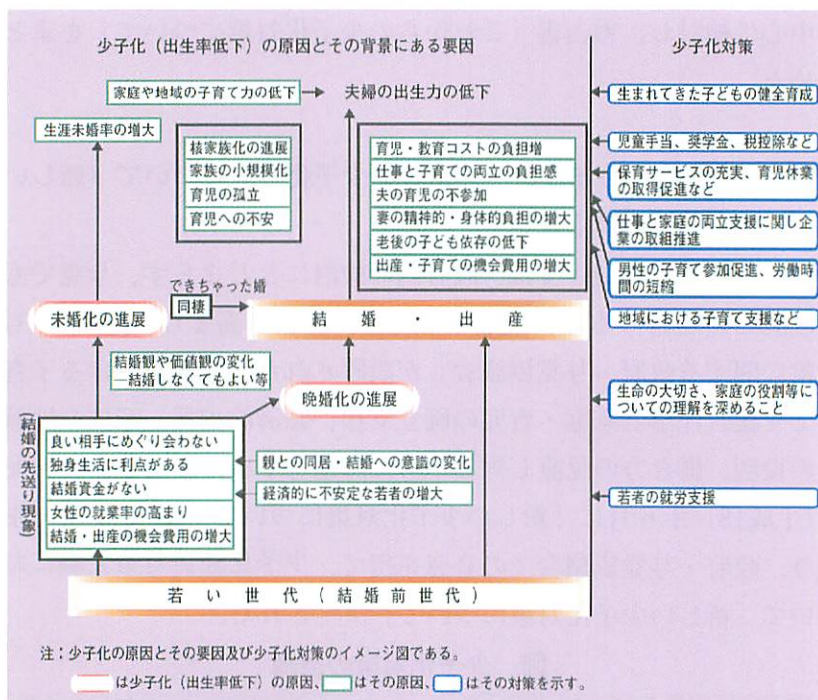 少子化（出生率低下）の原因とその背景にある要因
少子化対策
家庭や地域の子育て力の低下
夫婦の出生力の低下
生まれてきた子どもの健全育成
生涯未婚率の増大
核家族化の進展
家族の小規模化
育児の孤立
育児への不安
育児・教育コストの負担増
仕事と子育ての両立の負担感
夫の育児の不参加
妻の精神的・身体的負担の増大
老後の子ども依存の低下
出産・子育ての機会費用の増大
児童手当、奨学金、税控除など
保育サービスの充実、育児休業
の取得促進など
仕事と家庭の両立支援に関し企
業の取組推進
男性の子育て参加促進、労働時
間の短縮
地域における子育て支援など
できちゃった婚
同棲
未婚化の進展
結婚・出産
結婚観や価値観の変化
―結婚しなくてもよい等
晩婚化の進展
生命の大切さ、家庭の役割等
についての理解を深めること
（結婚の先送り現象）
良い相手にめぐり会わない
独身生活に利点がある
結婚資金がない
女性の就業率の高まり
結婚・出産の機会費用の増大
親との同居・結婚への意識の変化
経済的に不安定な若者の増大
若者の就労支援
若い世代（結婚前世代）
注：少子化の原因とその要因及び少子化対策のイメージ図である。
は少子化（出生率低下）の原因、はその原因、はその対策を示す。